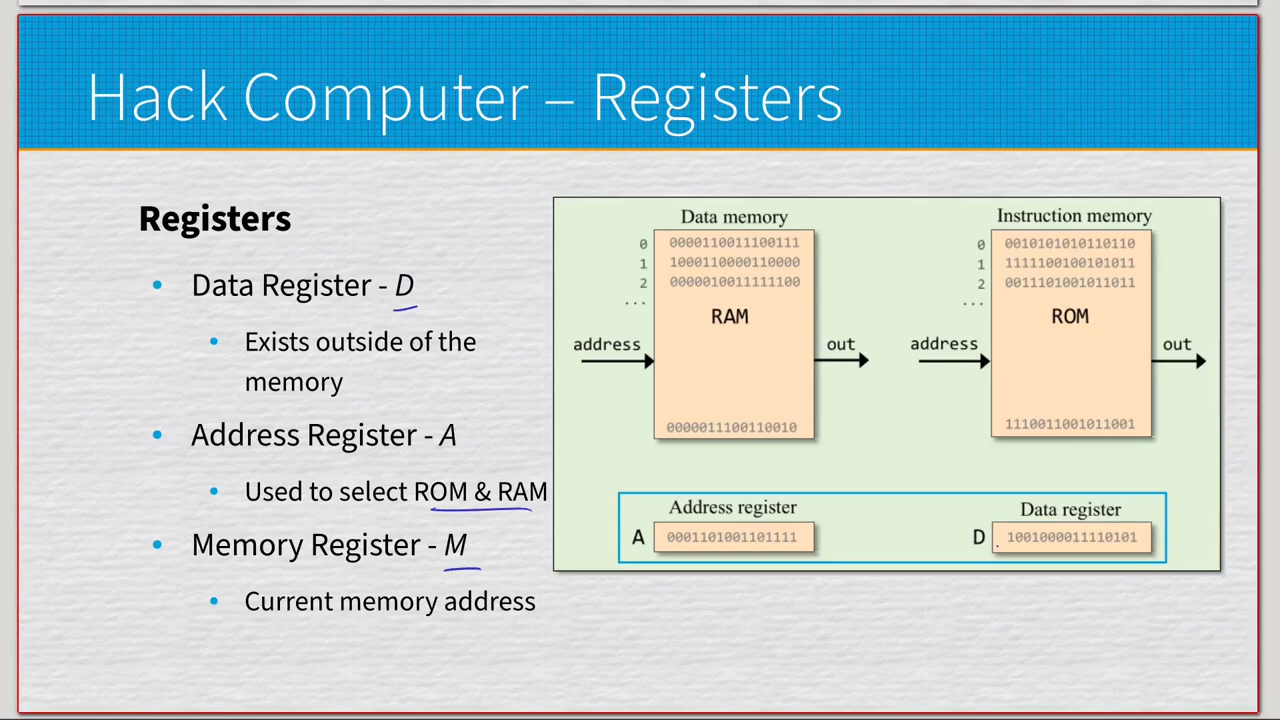 Hack Computer – Registers
Registers
• Data Register - D
• Exists outside of the
memory
• Address Register - A
• Used to select ROM & RAM
• Memory Register - M
• Current memory address
Data memory
0 0000110011100111
1 1000110000110000
2 0000010011111100
...
RAM
address
out
0000011100110010
Instruction memory
0 0010101010110110
1 1111100100101011
2 0011101001011011
...
ROM
address
out
1110011001011001
Address register
A 0001101001101111
Data register
D 1001000011110101